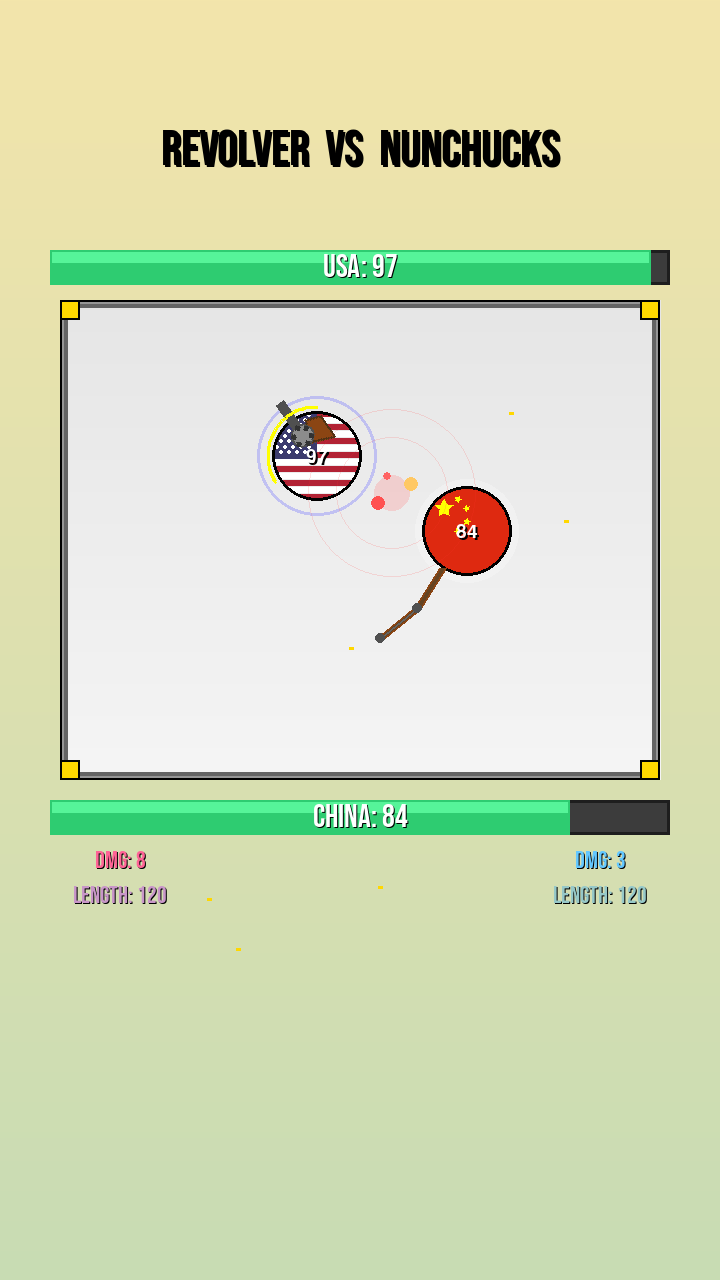 REVOLVER VS NUNCHUCKS
USA: 97
97
84
CHINA: 84
DMG: 8
DMG: 3
LENGTH: 120
LENGTH: 120